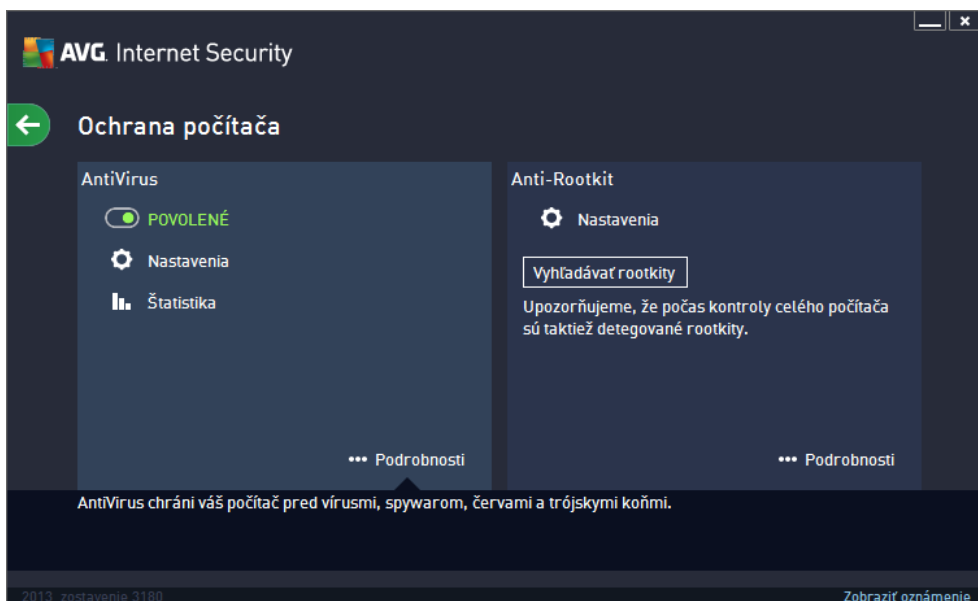 AVG. Internet Security
Ochrana počítača
AntiVirus
POVOLENÉ
Nastavenia
Štatistika
Podrobnosti
Anti-Rootkit
Nastavenia
Vyhľadávať rootkity
Upozorňujeme, že počas kontroly celého počítača
sú taktiež detegované rootkity.
Podrobnosti
AntiVirus chráni váš počítač pred vírusmi, spywarom, červami a trójskymi koňmi.
2013 zostavenie 3180
Zobraziť oznámenie